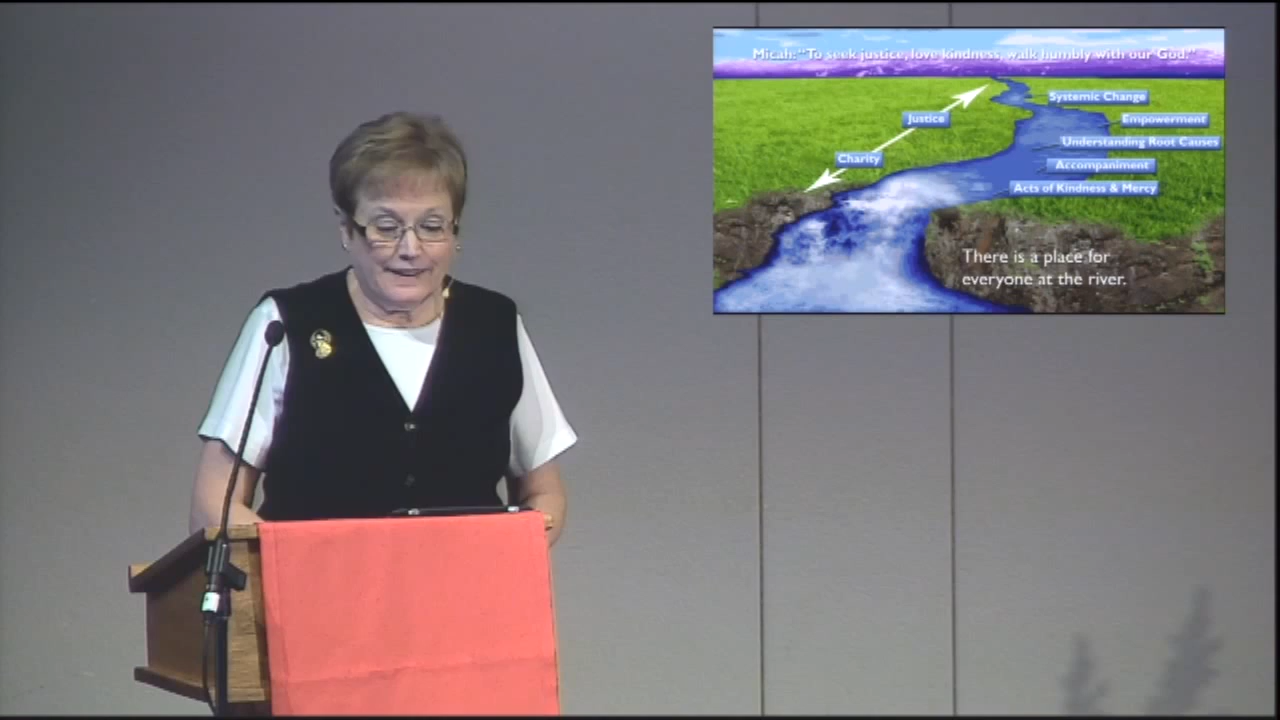 Micah: "To seek justice, love kindness, walk humbly with our God."
Systemic Change
Justice
Empowerment
Understanding Root Causes
Charity
Accompaniment
Acts of Kindness & Mercy
There is a place for
everyone at the river.